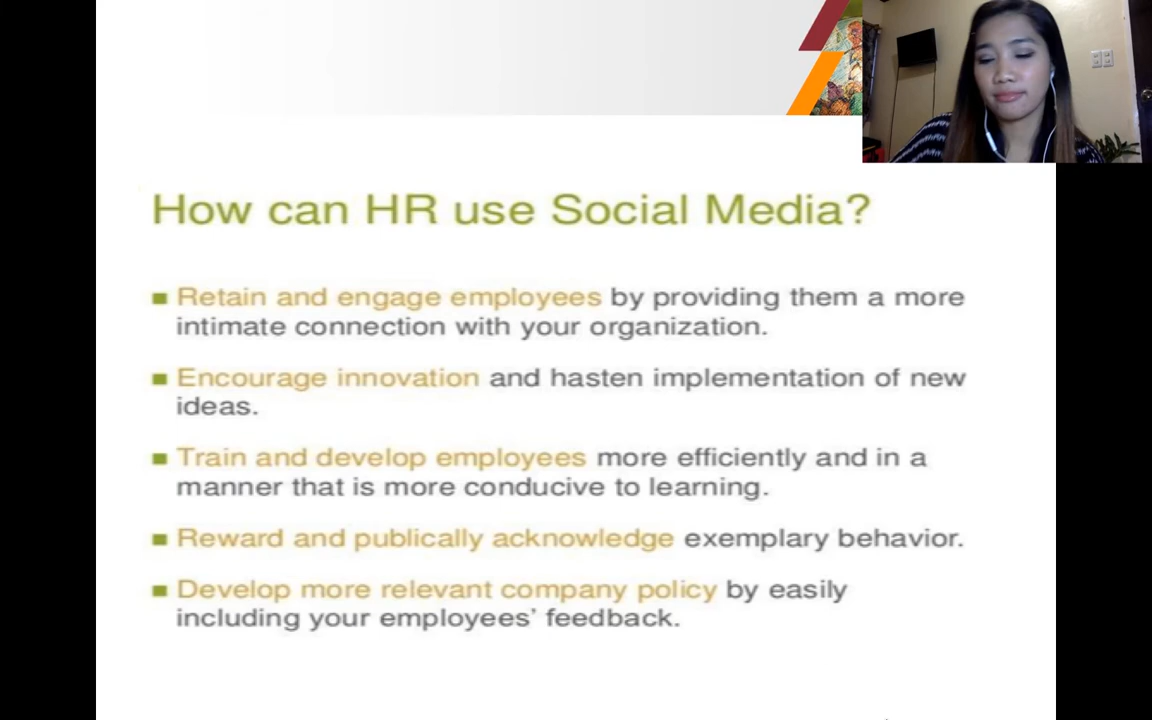 How can HR use Social Media?
Retain and engage employees by providing them a more
intimate connection with your organization.
Encourage innovation and hasten implementation of new
ideas.
Train and develop employees more efficiently and in a
manner that is more conducive to learning.
Reward and publically acknowledge exemplary behavior.
Develop more relevant company policy by easily
including your employees' feedback.